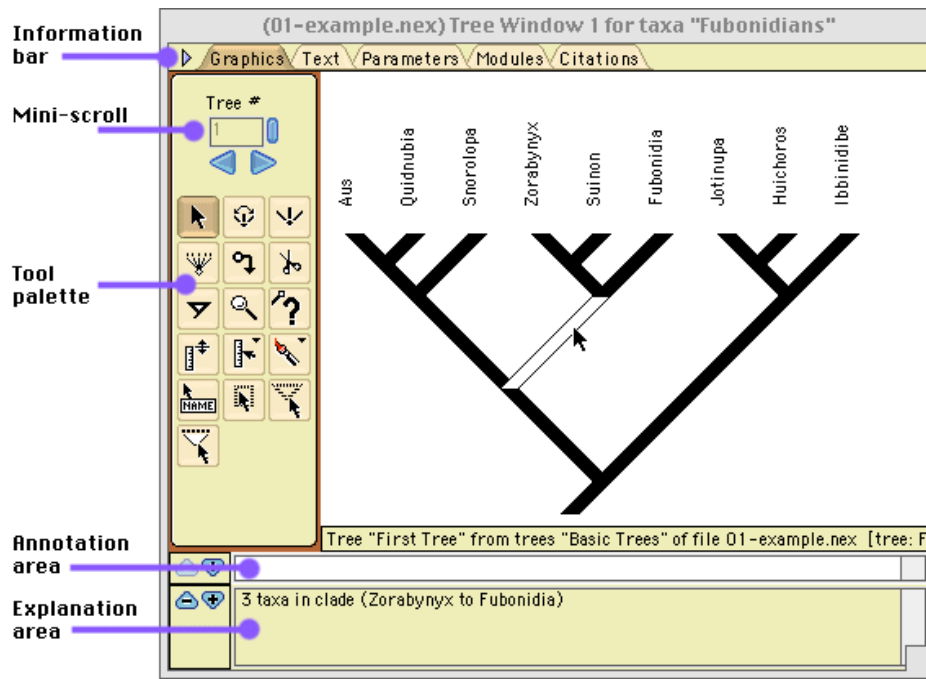 (01-example.nex) Tree Window 1 for taxa "Fubonidians"
Information
bar
Graphics Text Parameters Modules Citations
Mini-scroll
Tree #
1
Aus
Quidnubia
Snorolopa
Zorabynyx
Suinon
Fubonidia
Jotinupa
Huichoros
Ibbinidibe
Tool
palette
NAME
Tree "First Tree" from trees "Basic Trees" of file 01-example.nex [tree: F
Annotation
area
3 taxa in clade (Zorabynyx to Fubonidia)
Explanation
area